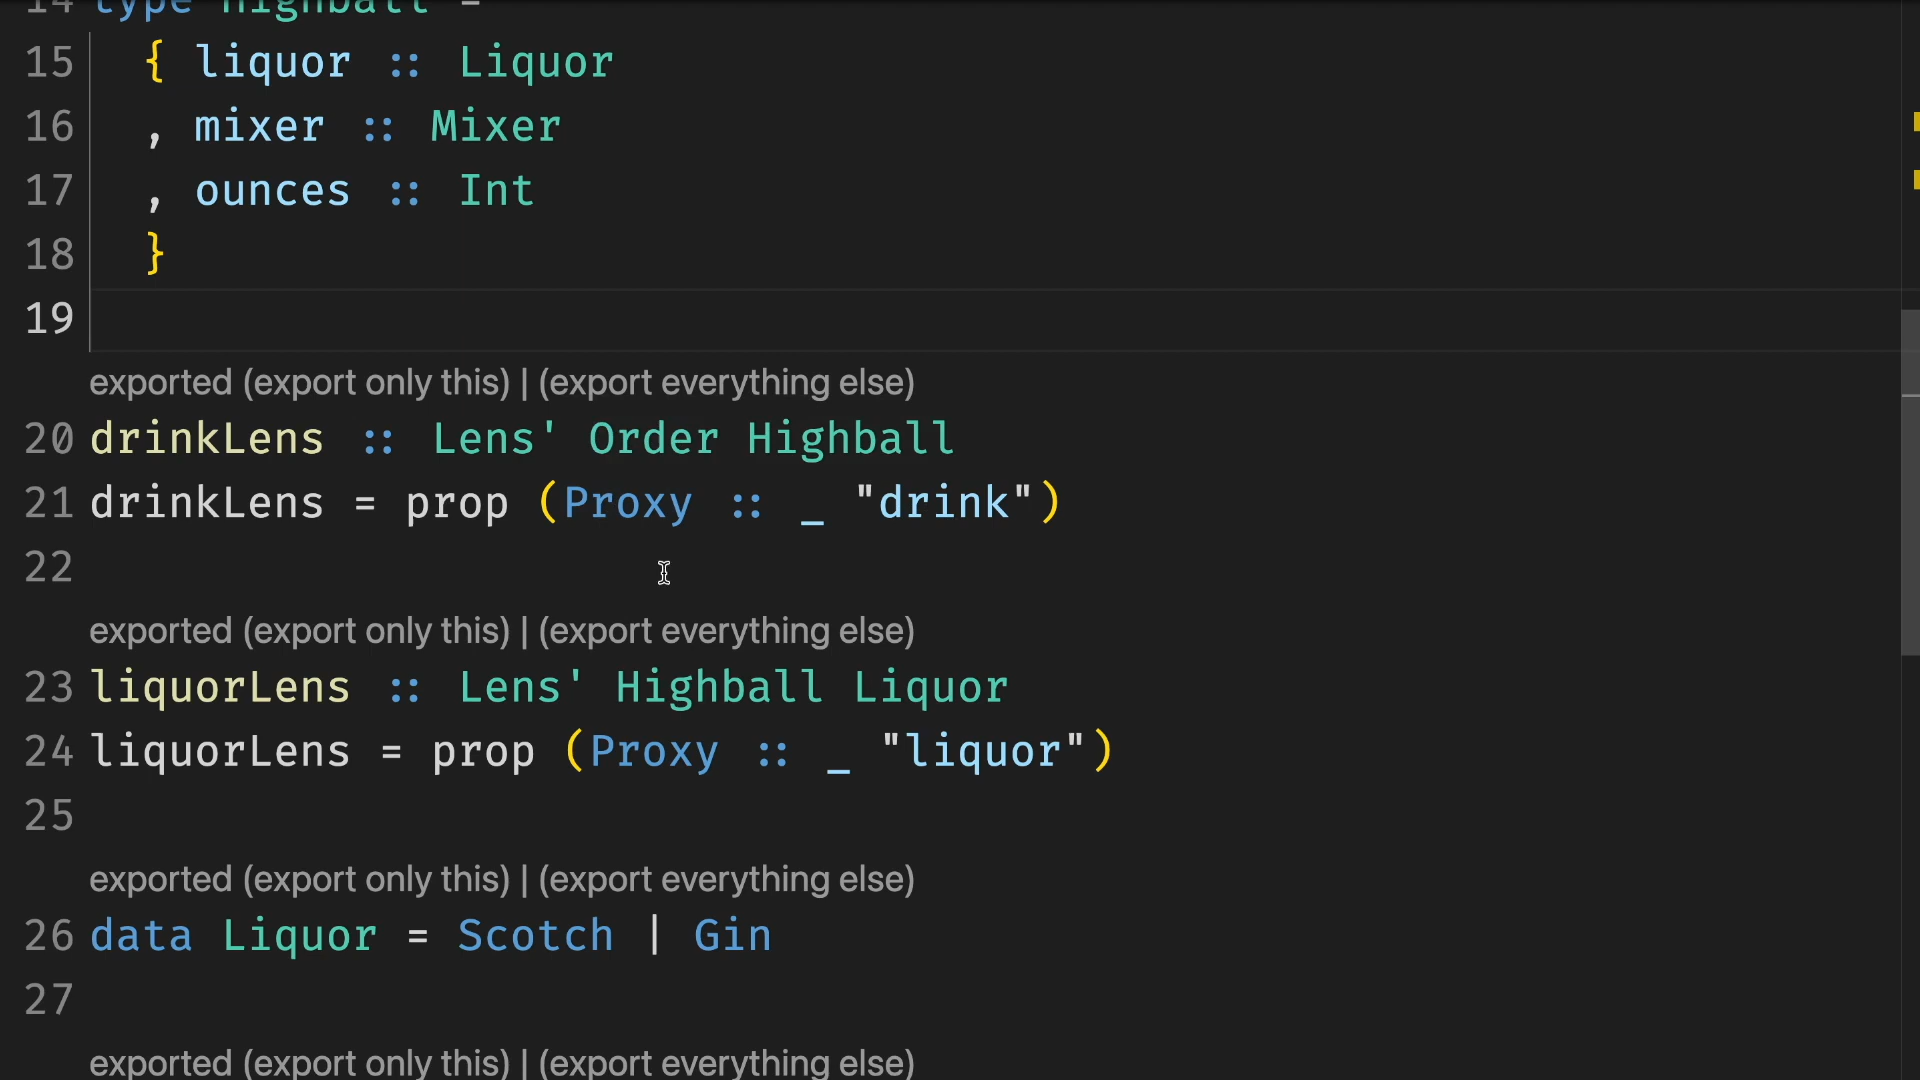 14 type Highball =
15 { liquor :: Liquor
16 , mixer :: Mixer
17 , ounces :: Int
18 }
19
exported (export only this) | (export everything else)
20 drinkLens :: Lens' Order Highball
21 drinkLens = prop (Proxy :: _ "drink")
22
exported (export only this) | (export everything else)
23 liquorLens :: Lens' Highball Liquor
24 liquorLens = prop (Proxy :: _ "liquor")
25
exported (export only this) | (export everything else)
26 data Liquor = Scotch | Gin
27
exported (export only this) | (export everything else)